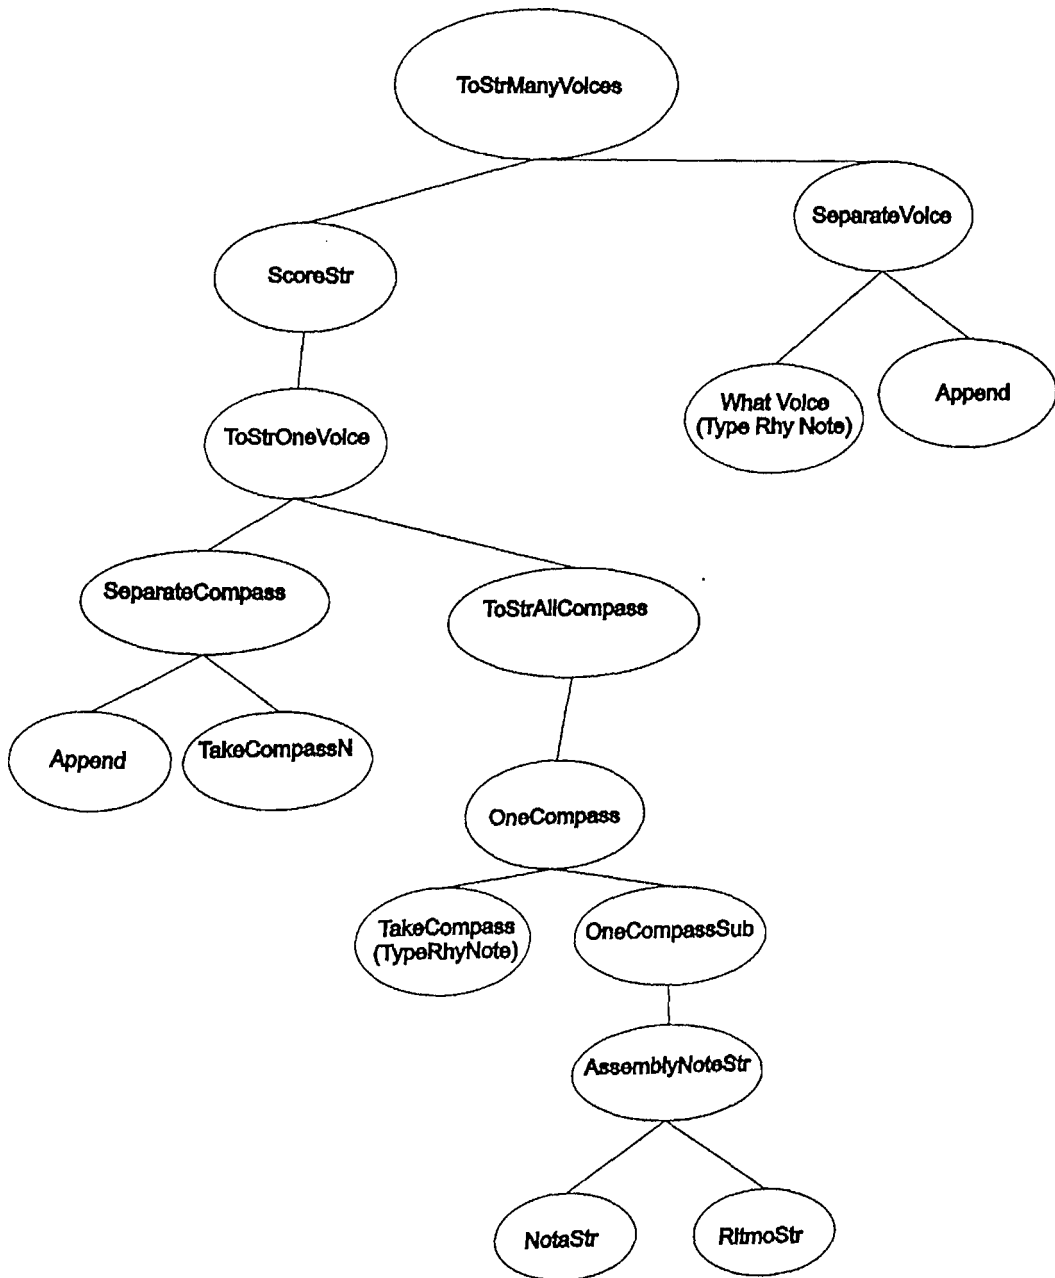 ToStrManyVoices
SeparateVoice
ScoreStr
What Voice
(Type Rhy Note)
Append
ToStrOneVoice
SeparateCompass
ToStrAllCompass
Append
TakeCompassN
OneCompass
TakeCompass
(TypeRhyNote)
OneCompassSub
AssemblyNoteStr
NotaStr
RitmoStr